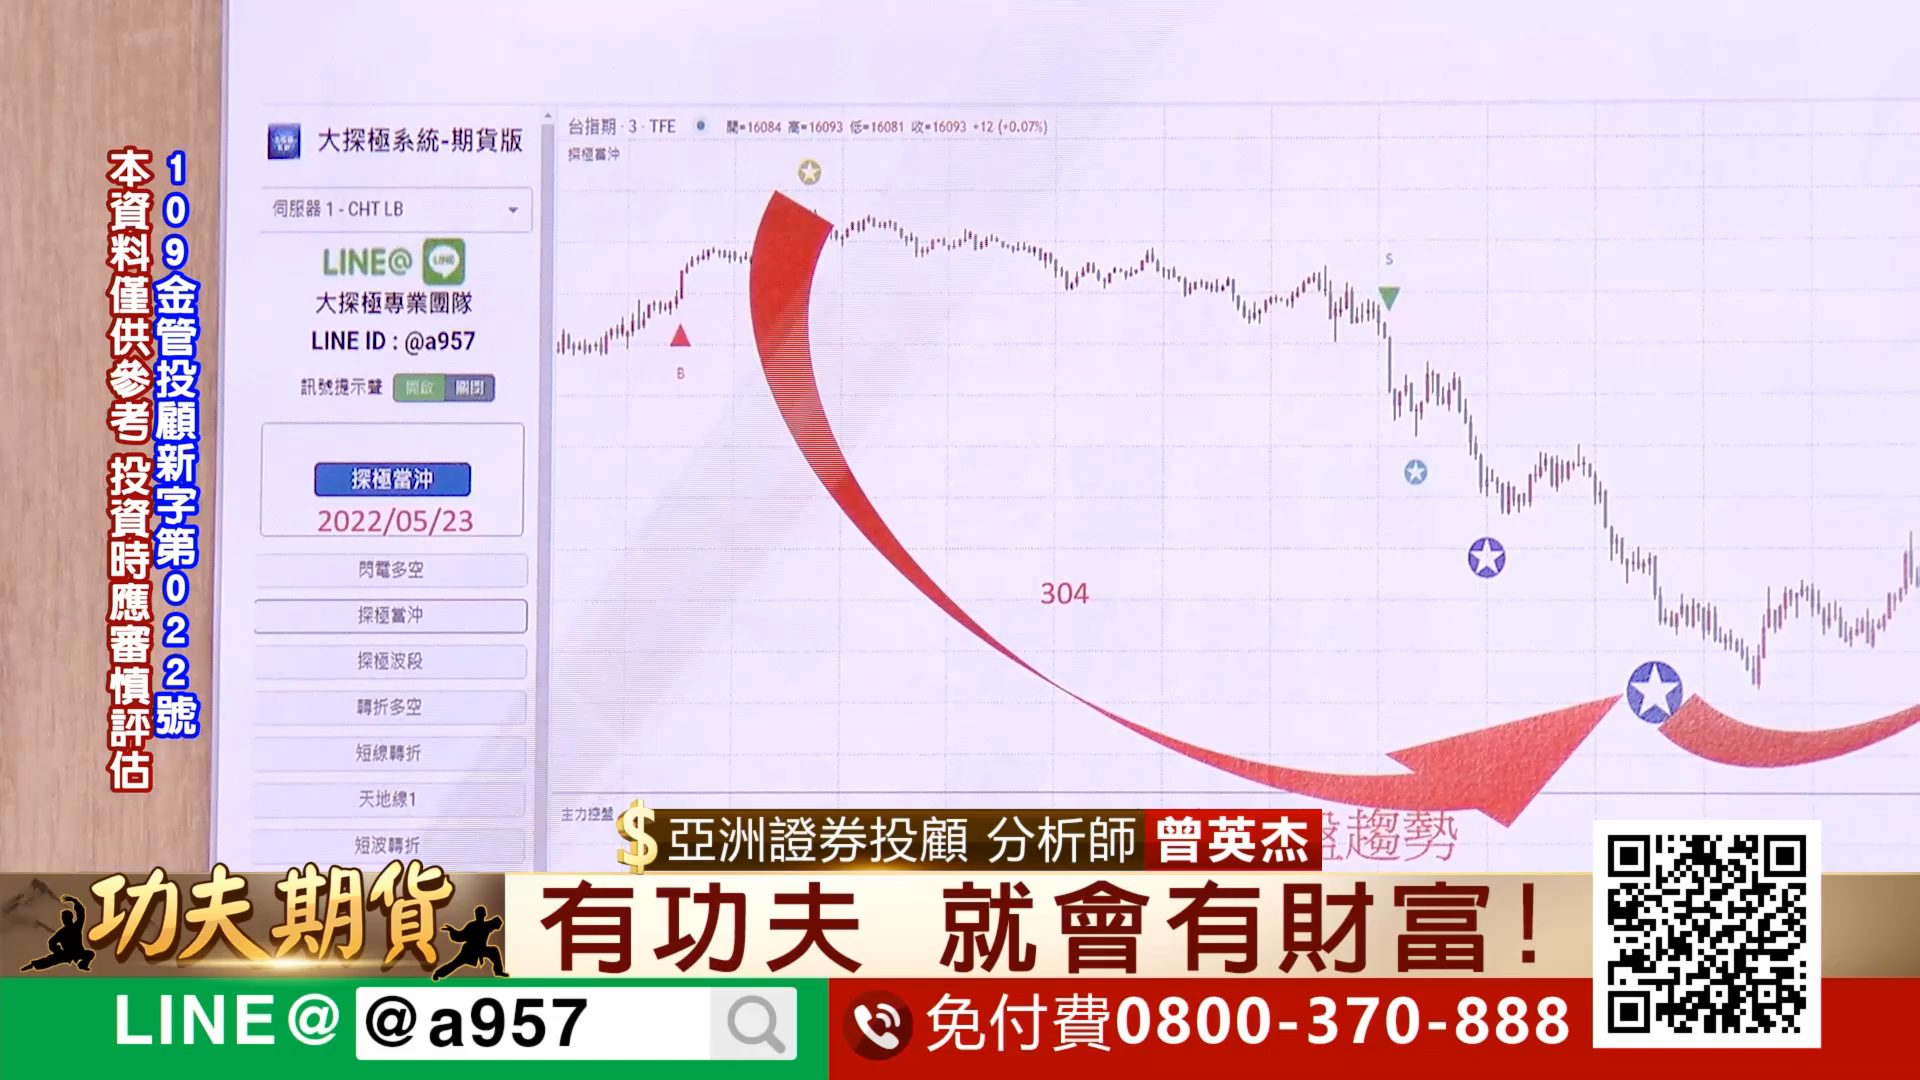 109金管投顧新字第022號
本資料僅供參考 投資時應審慎評估
大探極系統-期貨版
伺服器 1 - CHT LB
LINE@
LINE
大探極專業團隊
LINE ID : @a957
訊號提示聲 開啟 關閉
探極當沖
2022/05/23
閃電多空
探極當沖
探極波段
轉折多空
短線轉折
天地線1
短波轉折
台指期 · 3 · TFE 開=16084 高=16093 低=16081 收=16093 +12 (+0.07%)
探極當沖
B
S
304
主力控盤
盤趨勢
$亞洲證券投顧 分析師 曾英杰
功夫期貨
有功夫 就會有財富!
LINE@ @a957
免付費0800-370-888